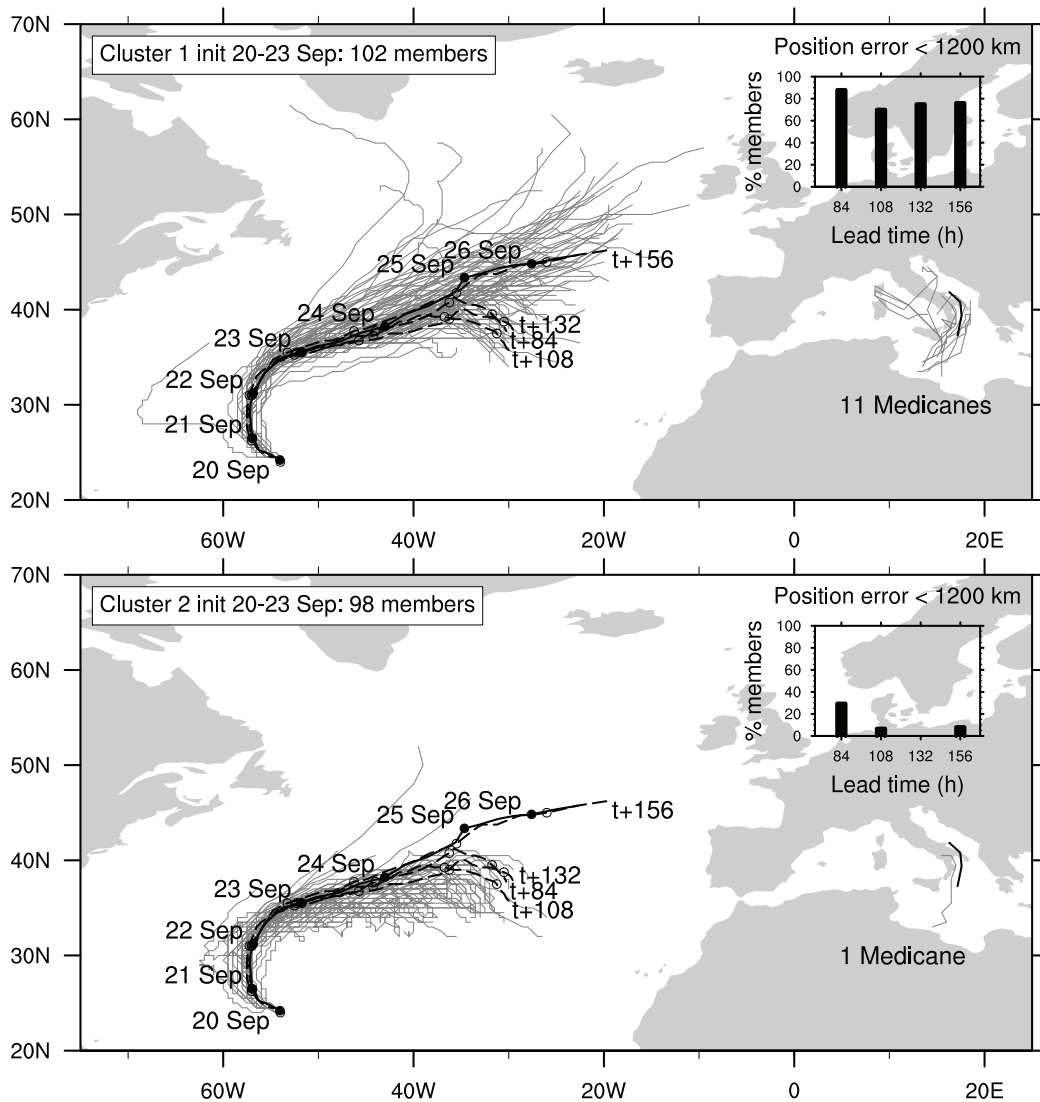 70N
Cluster 1 init 20-23 Sep: 102 members
Position error < 1200 km
100
80
60
40
20
0
% members
84 108 132 156
Lead time (h)
60N
50N
26 Sep
25 Sep
t+156
40N
24 Sep
23 Sep
t+132
t+84
t+108
22 Sep
30N
21 Sep
11 Medicanes
20 Sep
20N
60W 40W 20W 0 20E
70N
Cluster 2 init 20-23 Sep: 98 members
Position error < 1200 km
100
80
60
40
20
0
% members
84 108 132 156
Lead time (h)
60N
50N
26 Sep
25 Sep
t+156
40N
24 Sep
23 Sep
t+132
t+84
t+108
22 Sep
30N
21 Sep
1 Medicane
20 Sep
20N
60W 40W 20W 0 20E